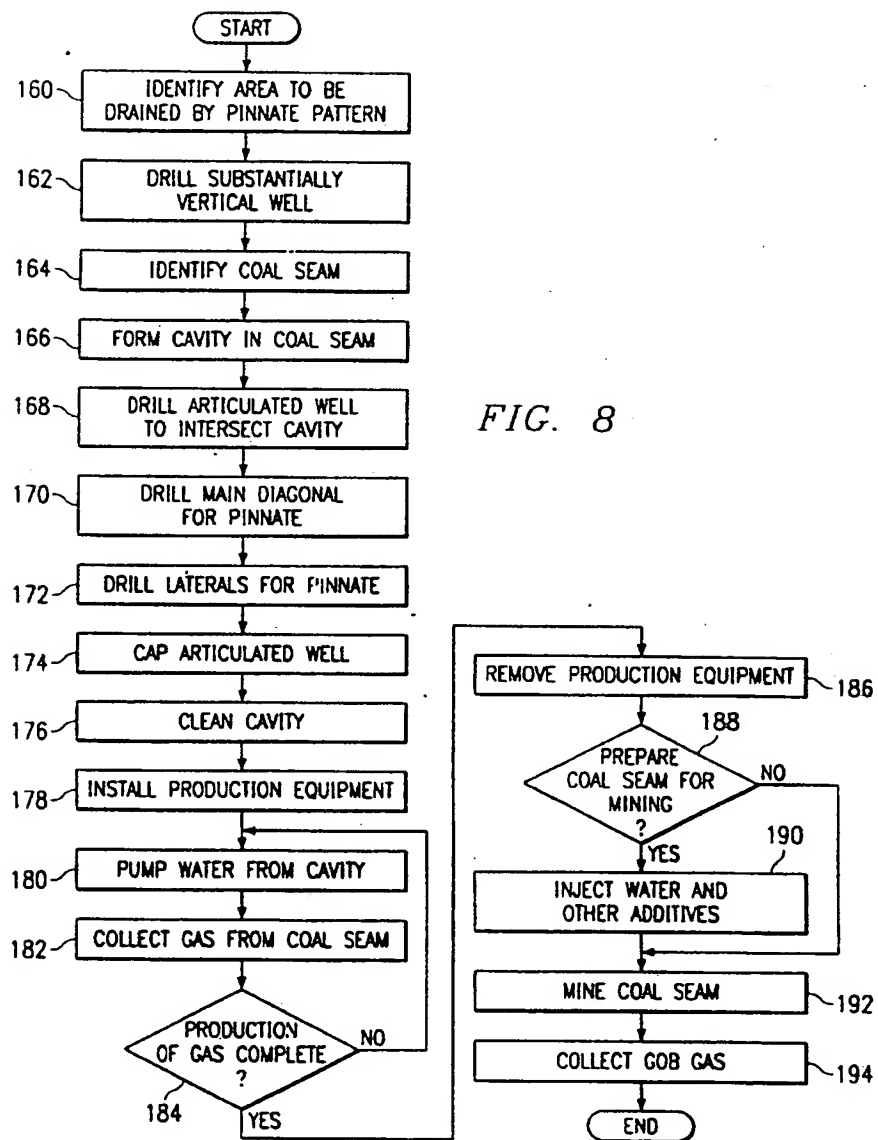 START
160
IDENTIFY AREA TO BE
DRAINED BY PINNATE PATTERN
162
DRILL SUBSTANTIALLY
VERTICAL WELL
164
IDENTIFY COAL SEAM
166
FORM CAVITY IN COAL SEAM
168
DRILL ARTICULATED WELL
TO INTERSECT CAVITY
170
DRILL MAIN DIAGONAL
FOR PINNATE
172
DRILL LATERALS FOR PINNATE
174
CAP ARTICULATED WELL
176
CLEAN CAVITY
178
INSTALL PRODUCTION EQUIPMENT
180
PUMP WATER FROM CAVITY
182
COLLECT GAS FROM COAL SEAM
PRODUCTION
OF GAS COMPLETE
?
NO
184
YES
FIG. 8
REMOVE PRODUCTION EQUIPMENT
186
188
PREPARE
COAL SEAM FOR
MINING
?
NO
YES
190
INJECT WATER AND
OTHER ADDITIVES
MINE COAL SEAM
192
COLLECT GOB GAS
194
END